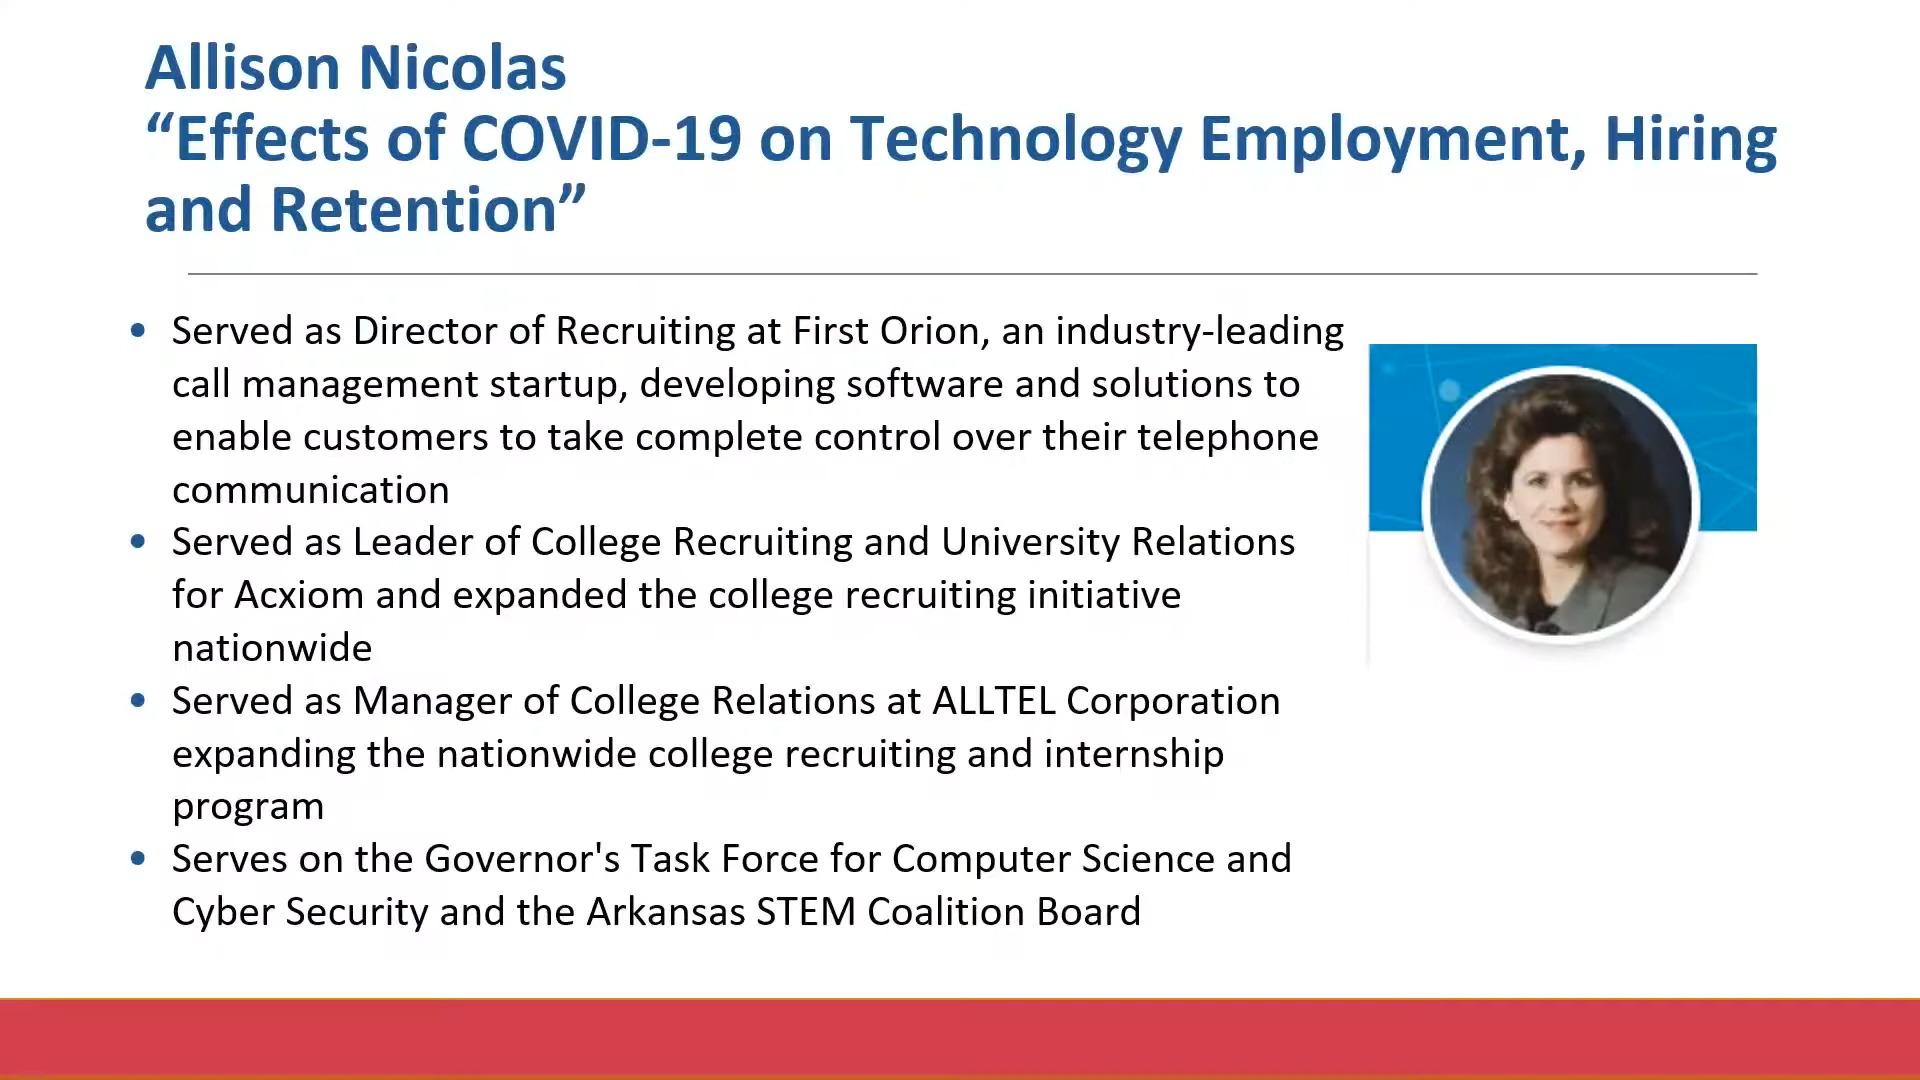 Allison Nicolas
“Effects of COVID-19 on Technology Employment, Hiring
and Retention”
• Served as Director of Recruiting at First Orion, an industry-leading
call management startup, developing software and solutions to
enable customers to take complete control over their telephone
communication
• Served as Leader of College Recruiting and University Relations
for Acxiom and expanded the college recruiting initiative
nationwide
• Served as Manager of College Relations at ALLTEL Corporation
expanding the nationwide college recruiting and internship
program
• Serves on the Governor's Task Force for Computer Science and
Cyber Security and the Arkansas STEM Coalition Board